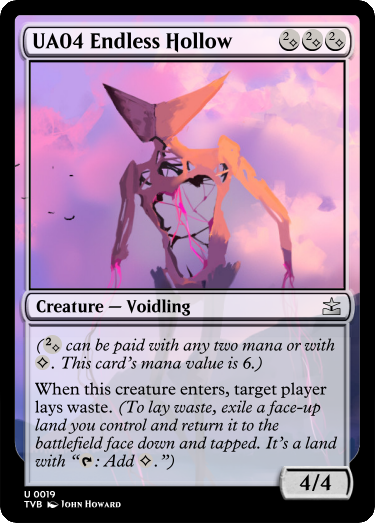 UA04 Endless Hollow
Creature — Voidling
(2 can be paid with any two mana or with
. This card's mana value is 6.)
When this creature enters, target player
lays waste. (To lay waste, exile a face-up
land you control and return it to the
battlefield face down and tapped. It's a land
with “: Add .”)
4/4
U 0019
TVB John Howard